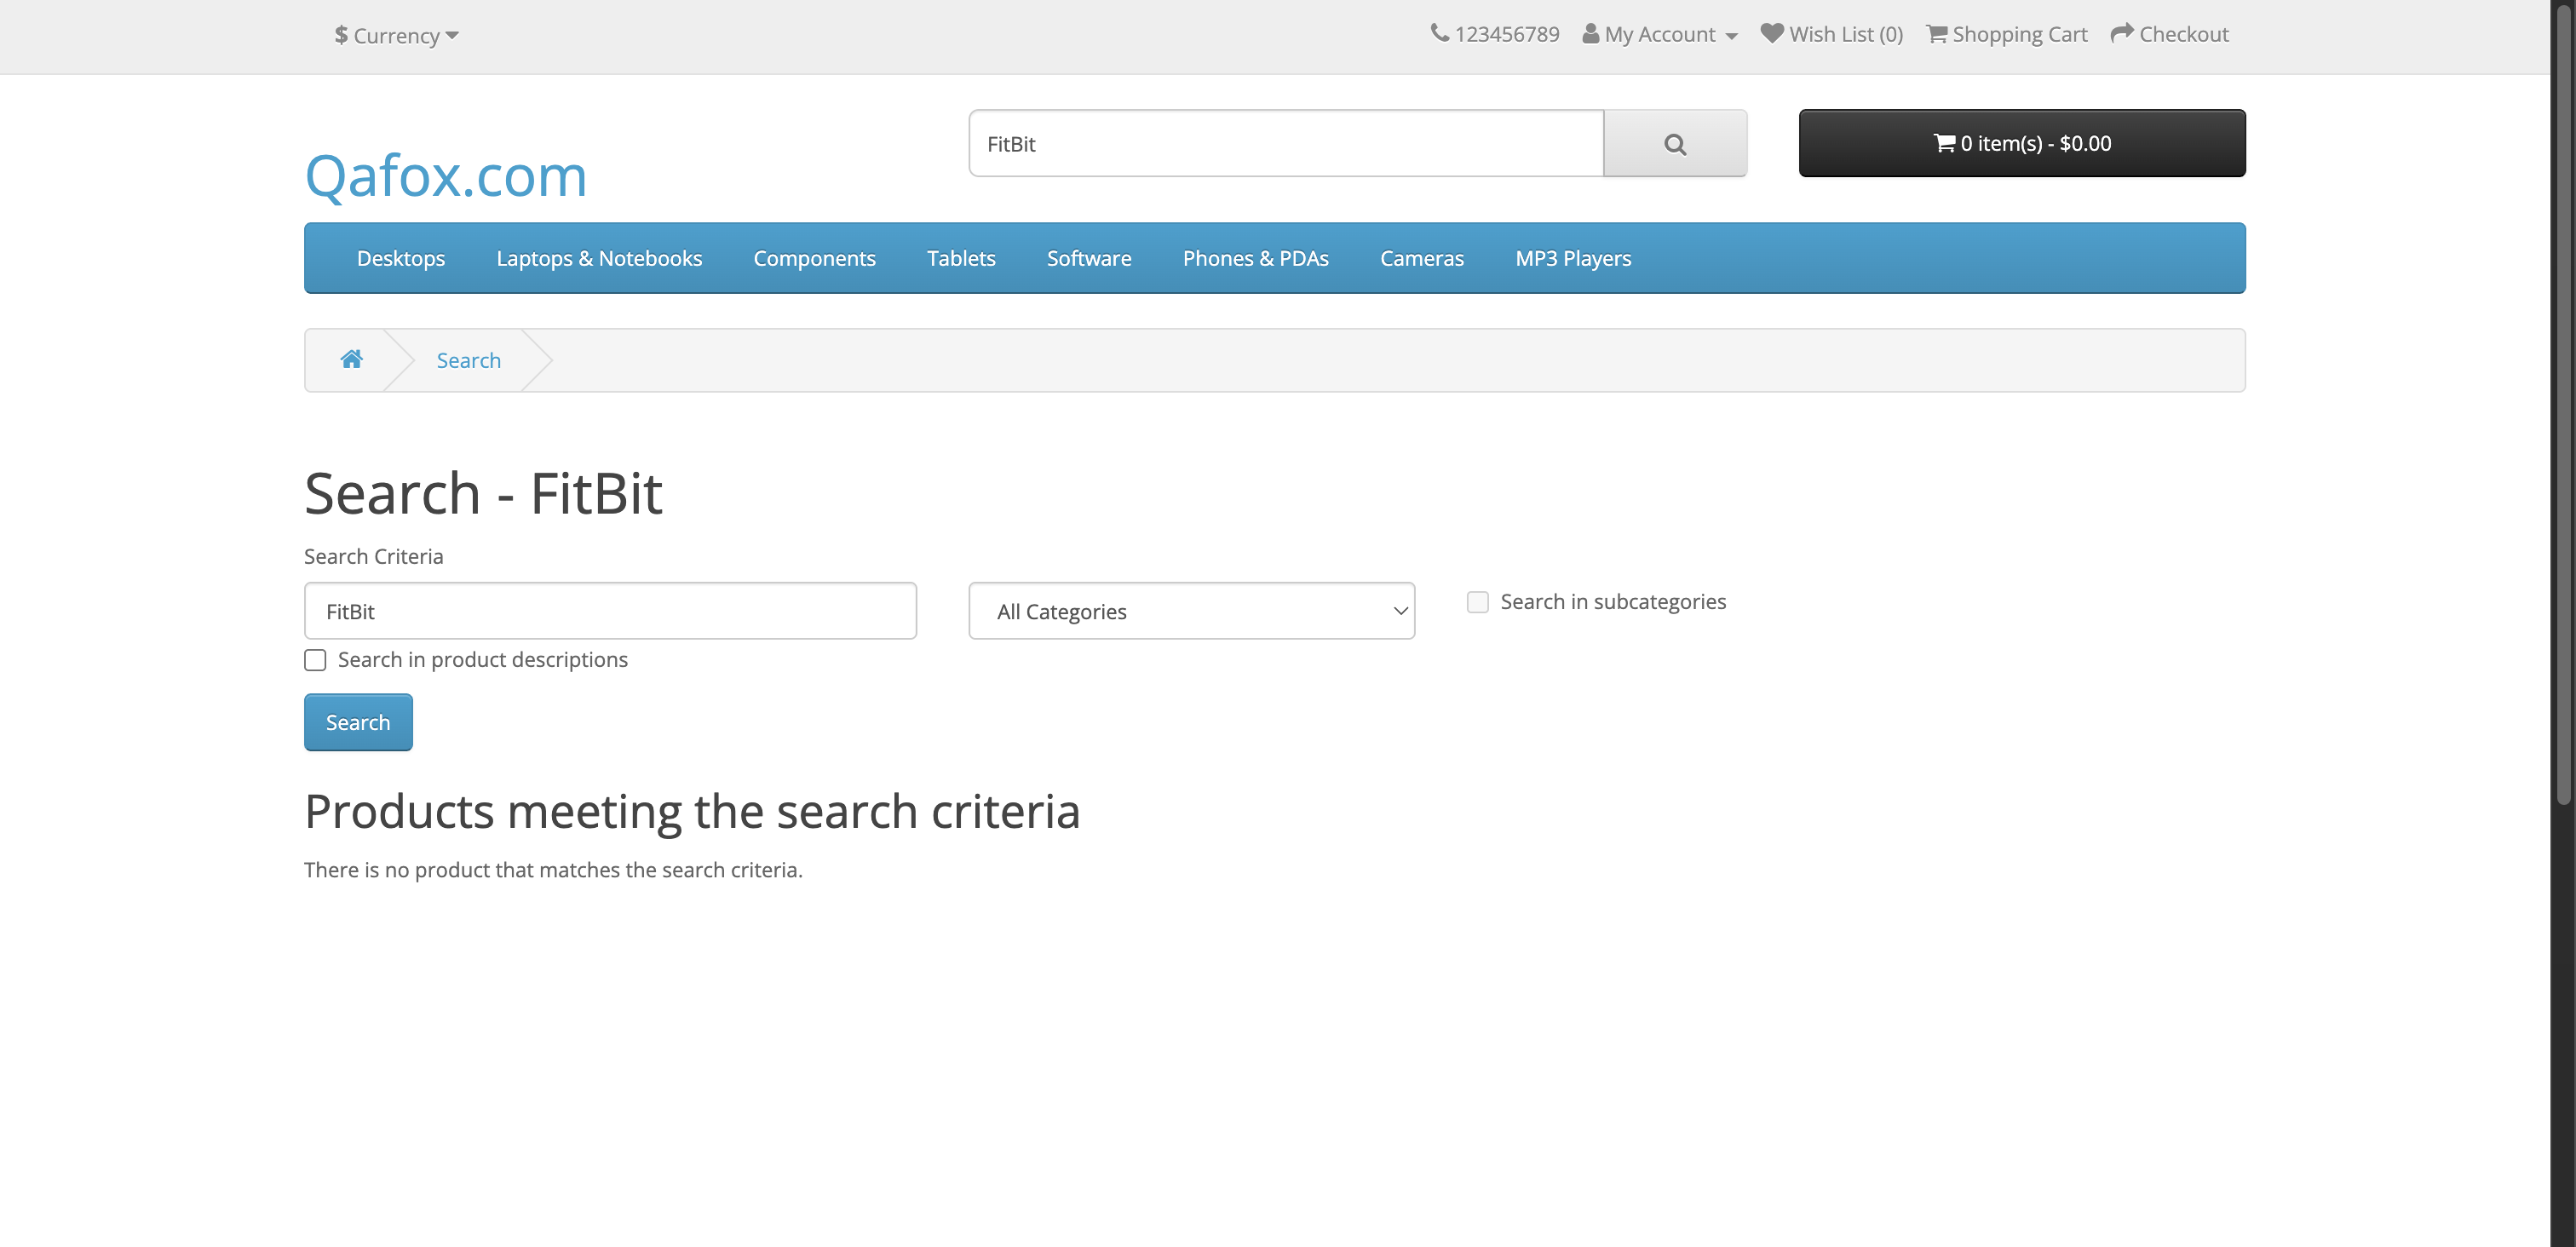 $ Currency
123456789 My Account Wish List (0) Shopping Cart Checkout
Qafox.com
FitBit
0 item(s) - $0.00
Desktops Laptops & Notebooks Components Tablets Software Phones & PDAs Cameras MP3 Players
Search
Search - FitBit
Search Criteria
FitBit
All Categories
Search in subcategories
Search in product descriptions
Search
Products meeting the search criteria
There is no product that matches the search criteria.